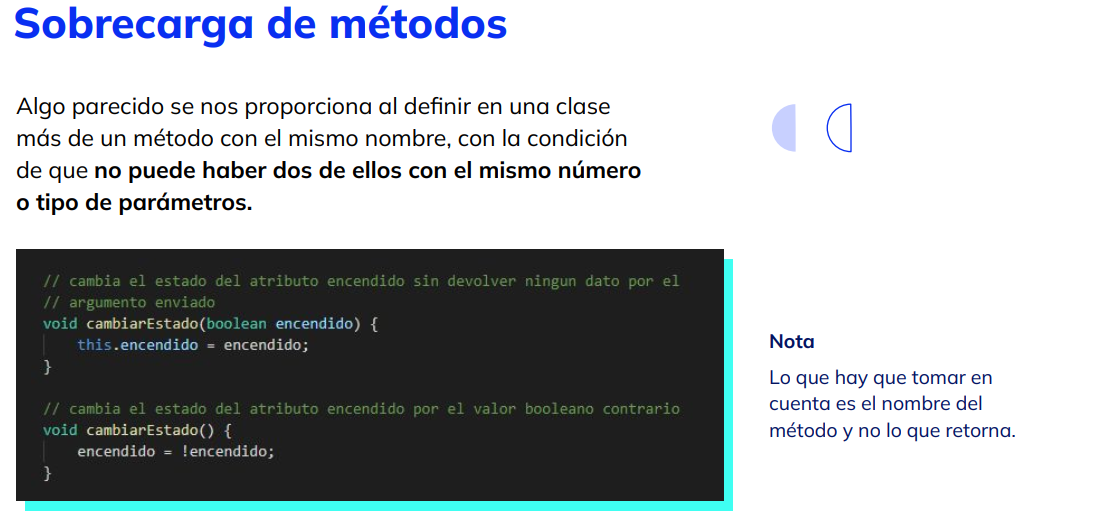 Sobrecarga de métodos
Algo parecido se nos proporciona al definir en una clase
más de un método con el mismo nombre, con la condición
de que no puede haber dos de ellos con el mismo número
o tipo de parámetros.
// cambia el estado del atributo encendido sin devolver ningun dato por el
// argumento enviado
void cambiarEstado(boolean encendido) {
    this.encendido = encendido;
}
// cambia el estado del atributo encendido por el valor booleano contrario
void cambiarEstado() {
    encendido = !encendido;
}
Nota
Lo que hay que tomar en
cuenta es el nombre del
método y no lo que retorna.